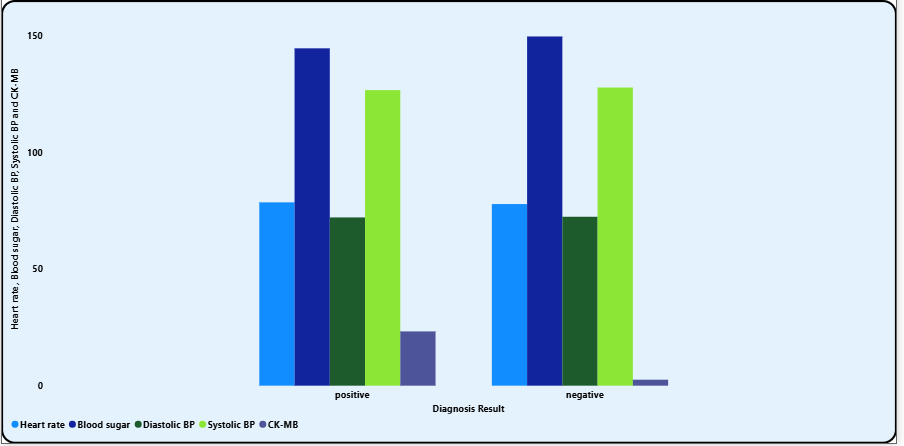 Heart rate, Blood sugar, Diastolic BP, Systolic BP and CK-MB
150
100
50
0
positive
negative
Diagnosis Result
Heart rate Blood sugar Diastolic BP Systolic BP CK-MB